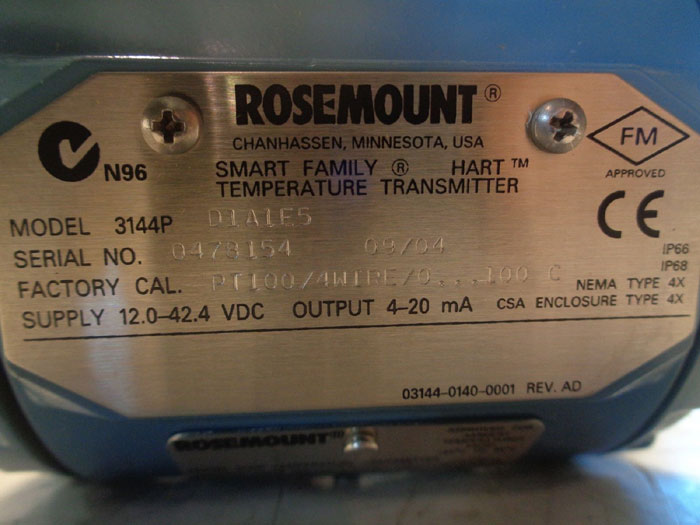 ROSEMOUNT®
CHANHASSEN, MINNESOTA, USA
N96
SMART FAMILY ® HART™
TEMPERATURE TRANSMITTER
FM
APPROVED
CE
MODEL 3144P D1A1E5
SERIAL NO. 0473154 09/04
FACTORY CAL. PT100/4WIRE/0...100 C
SUPPLY 12.0-42.4 VDC OUTPUT 4-20 mA
IP66
IP68
NEMA TYPE 4X
CSA ENCLOSURE TYPE 4X
03144-0140-0001 REV. AD
ROSEMOUNT®